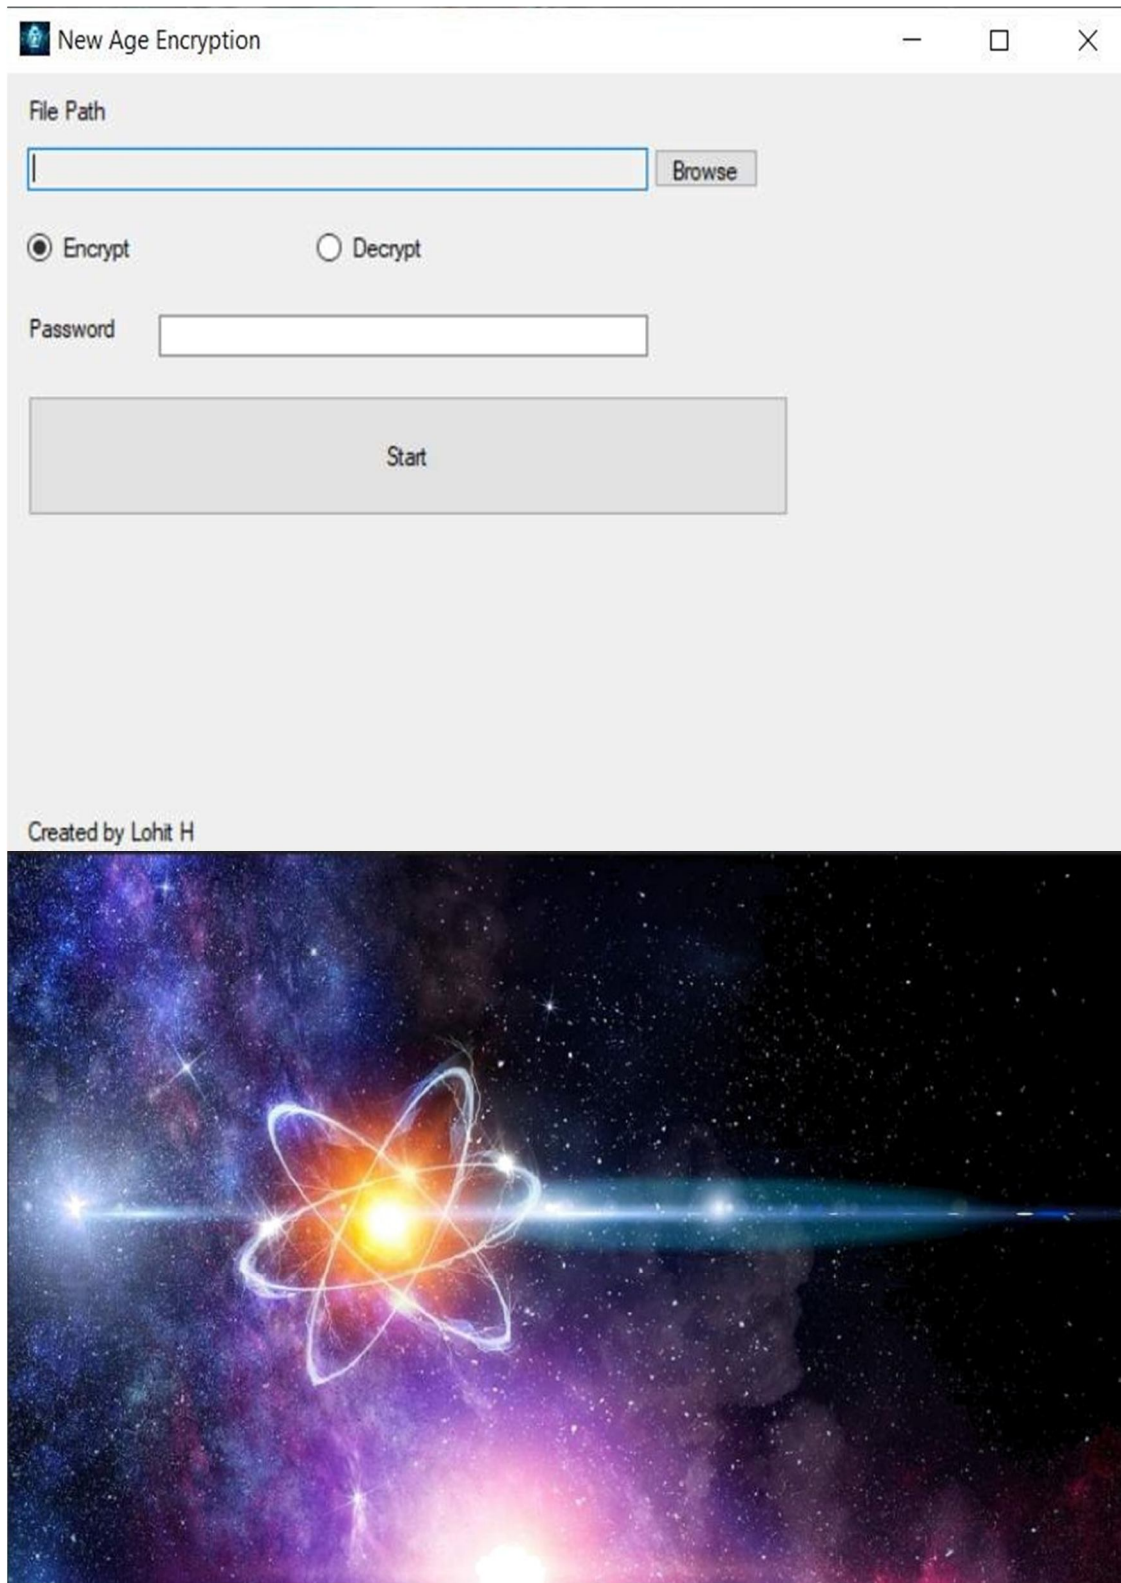 New Age Encryption
File Path
Browse
Encrypt Decrypt
Password
Start
Created by Lohit H